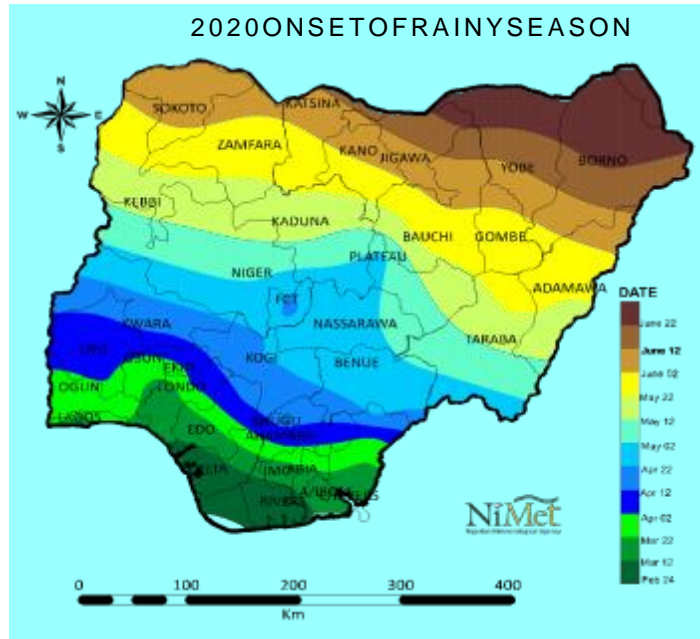 2020ONSETOFRAINYSEASON
N
W E
S
SOKOTO
KATSINA
ZAMFARA
KANO
JIGAWA
YOBE
BORNO
KEBBI
KADUNA
BAUCHI
GOMBE
PLATEAU
NIGER
ADAMAWA
FCT
KWARA
NASSARAWA
TARABA
OYO
OSUN
EKITI
KOGI
BENUE
OGUN
ONDO
LAGOS
EDO
ENUGU
IMO
ABIA
RIVERS
DATE
June 22
June 12
June 02
May 22
May 12
May 02
Apr 22
Apr 12
Apr 02
Mar 22
Mar 12
Feb 24
NiMet
0 100 200 300 400
Km